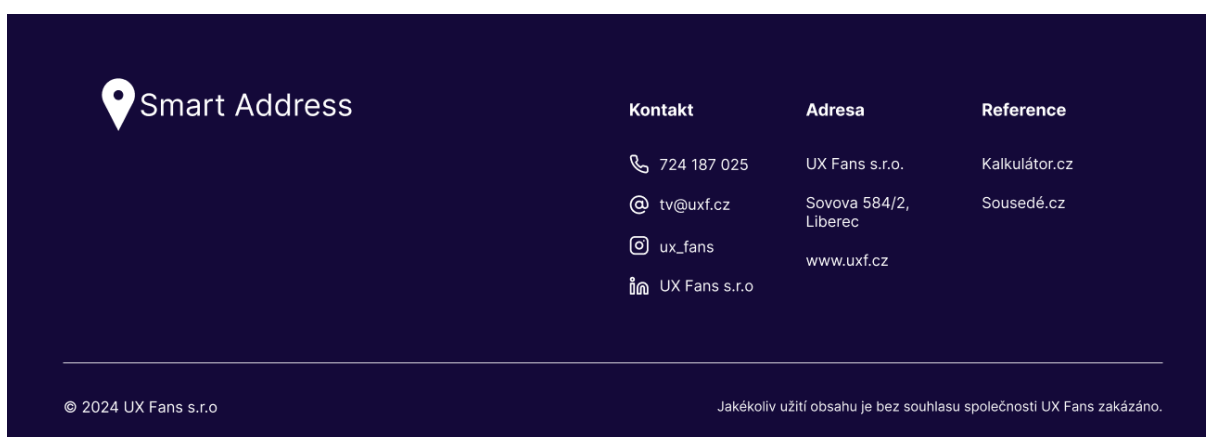 Smart Address
Kontakt
724 187 025
tv@uxf.cz
ux_fans
UX Fans s.r.o
Adresa
UX Fans s.r.o.
Sovova 584/2,
Liberec
www.uxf.cz
Reference
Kalkulátor.cz
Sousedé.cz
© 2024 UX Fans s.r.o
Jakékoliv užití obsahu je bez souhlasu společnosti UX Fans zakázáno.